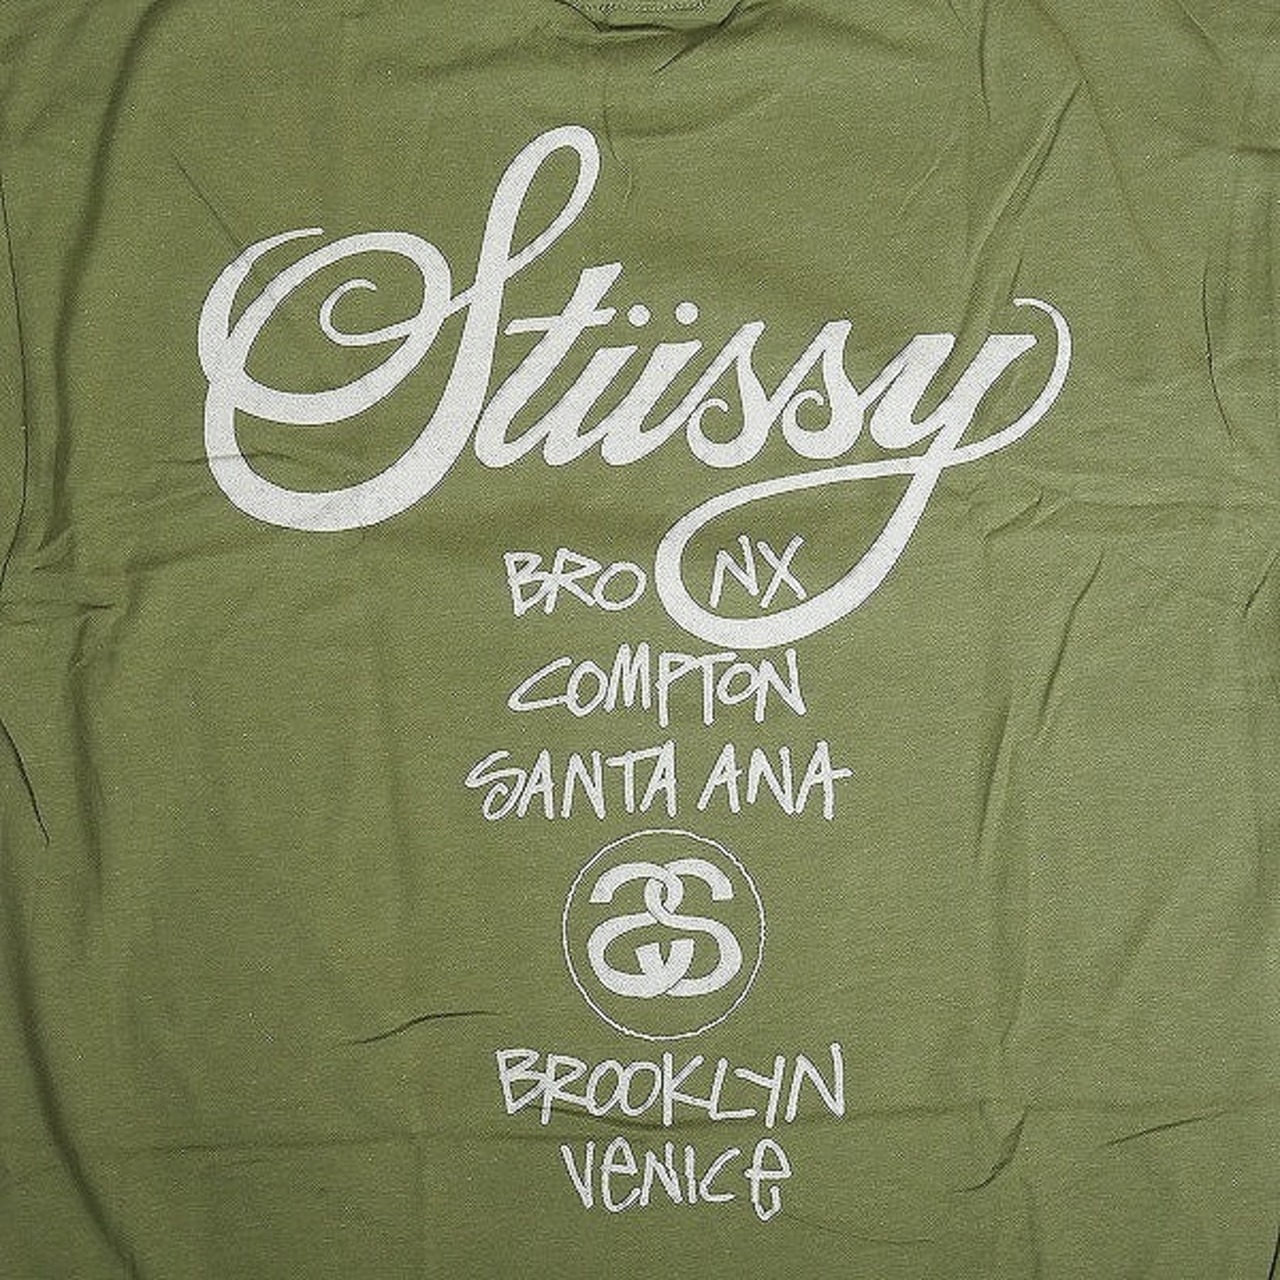 Stüssy
BRONX
COMPTON
SANTA ANA
SS
BROOKLYN
VENICE